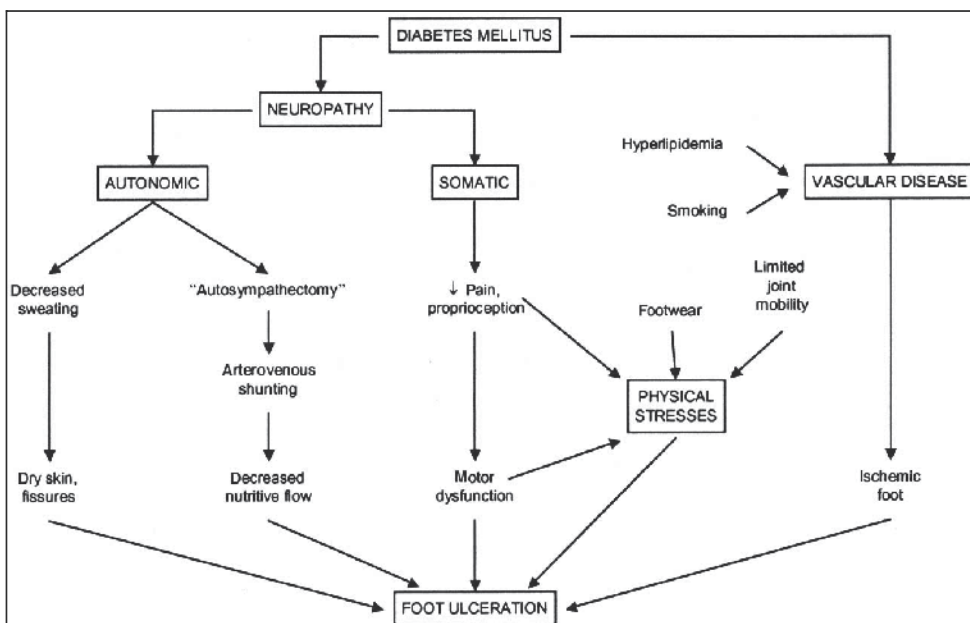 DIABETES MELLITUS
NEUROPATHY
Hyperlipidemia
AUTONOMIC
SOMATIC
VASCULAR DISEASE
Smoking
Decreased
sweating
"Autosympathectomy"
↓ Pain,
proprioception
Footwear
Limited
joint
mobility
Arterovenous
shunting
PHYSICAL
STRESSES
Dry skin,
fissures
Decreased
nutritive flow
Motor
dysfunction
Ischemic
foot
FOOT ULCERATION